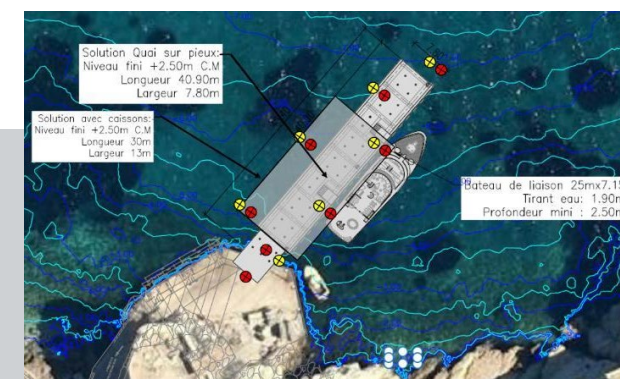 Solution Quai sur pieux:
Niveau fini +2.50m C.M
Longueur 40.90m
Largeur 7.80m
Solution avec caissons:
Niveau fini +2.50m C.M
Longueur 30m
Largeur 13m
Bateau de liaison 25mx7.15
Tirant eau: 1.90m
Profondeur mini : 2.50m